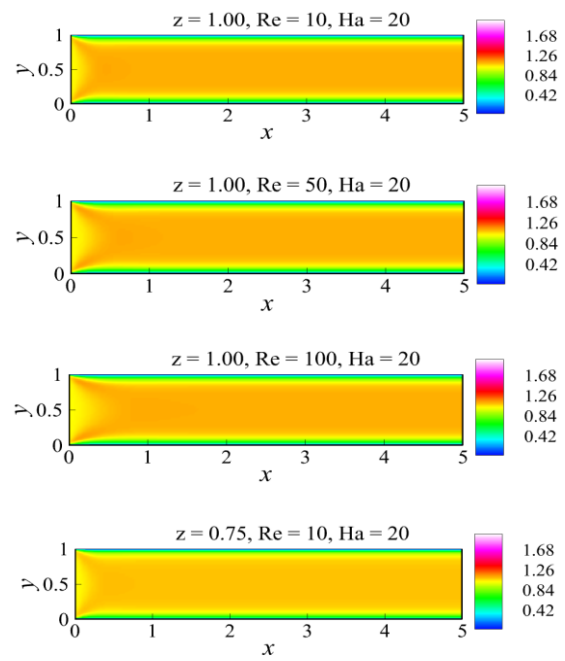 z = 1.00, Re = 10, Ha = 20
1
0.5
0
y
0 1 2 3 4 5
x
1.68
1.26
0.84
0.42
z = 1.00, Re = 50, Ha = 20
1
0.5
0
y
0 1 2 3 4 5
x
1.68
1.26
0.84
0.42
z = 1.00, Re = 100, Ha = 20
1
0.5
0
y
0 1 2 3 4 5
x
1.68
1.26
0.84
0.42
z = 0.75, Re = 10, Ha = 20
1
0.5
0
y
0 1 2 3 4 5
x
1.68
1.26
0.84
0.42